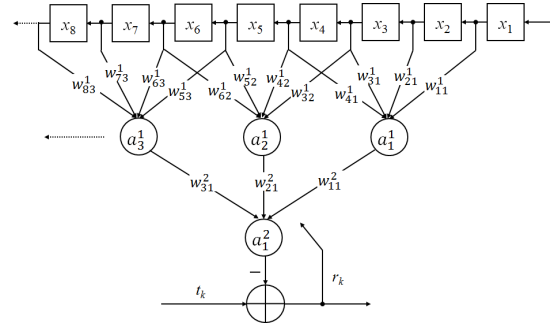 x₈ x₇ x₆ x₅ x₄ x₃ x₂ x₁
w¹₈₃ w¹₇₃ w¹₆₃ w¹₅₃ w¹₆₂ w¹₅₂ w¹₄₂ w¹₃₂ w¹₄₁ w¹₃₁ w¹₂₁ w¹₁₁
a¹₃ a¹₂ a¹₁
w²₃₁ w²₂₁ w²₁₁
a²₁
−
tₖ rₖ